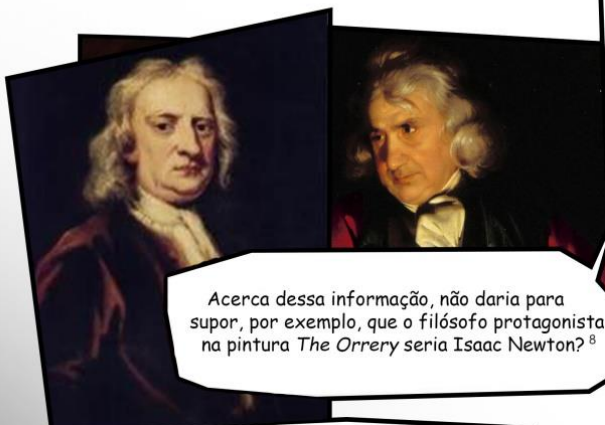 Acerca dessa informação, não daria para
supor, por exemplo, que o filósofo protagonista
na pintura The Orrery seria Isaac Newton? 8